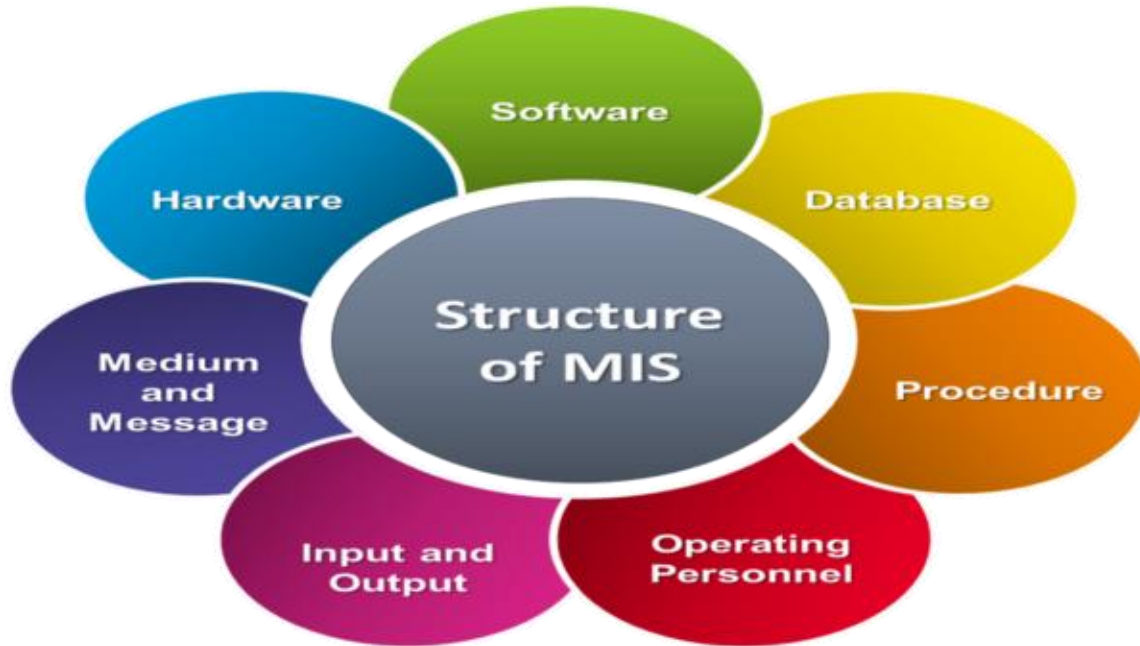 Software
Hardware
Database
Structure
of MIS
Medium
and
Message
Procedure
Input and
Output
Operating
Personnel